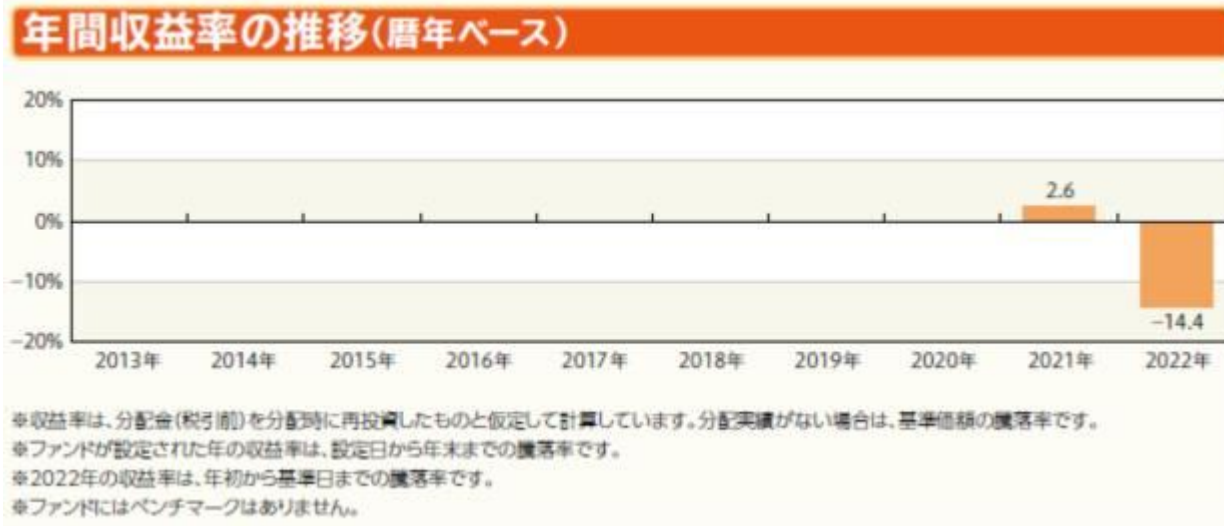 年間収益率の推移(暦年ベース)
20%
10%
2.6
0%
-10%
-14.4
-20%
2013年 2014年 2015年 2016年 2017年 2018年 2019年 2020年 2021年 2022年
※収益率は、分配金(税引前)を分配時に再投資したものと仮定して計算しています。分配実績がない場合は、基準価額の騰落率です。
※ファンドが設定された年の収益率は、設定日から年末までの騰落率です。
※2022年の収益率は、年初から基準日までの騰落率です。
※ファンドにはベンチマークはありません。